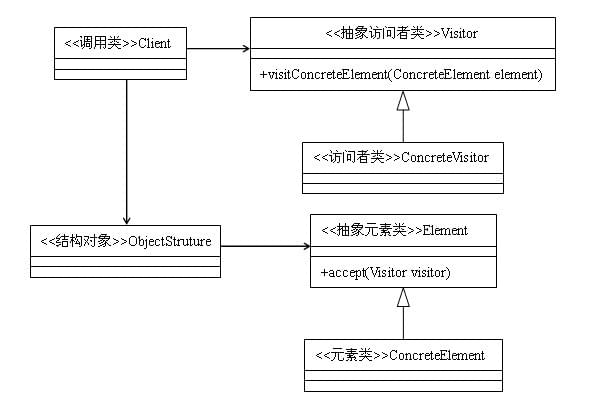 <<调用类>>Client
<<抽象访问者类>>Visitor
+visitConcreteElement(ConcreteElement element)
<<访问者类>>ConcreteVisitor
<<结构对象>>ObjectStruture
<<抽象元素类>>Element
+accept(Visitor visitor)
<<元素类>>ConcreteElement